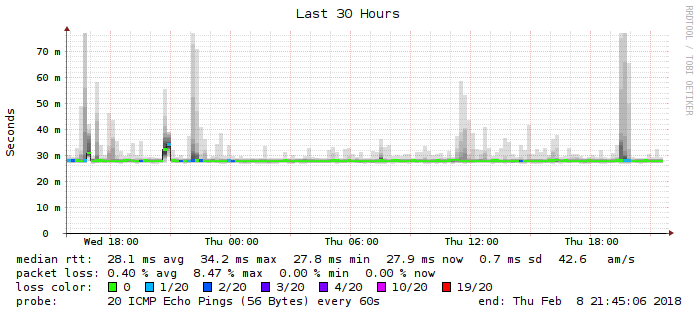 Last 30 Hours
RRDTOOL / TOBI OETIKER
Seconds
70 m
60 m
50 m
40 m
30 m
20 m
10 m
0
Wed 18:00 Thu 00:00 Thu 06:00 Thu 12:00 Thu 18:00
median rtt: 28.1 ms avg 34.2 ms max 27.8 ms min 27.9 ms now 0.7 ms sd 42.6 am/s
packet loss: 0.40 % avg 8.47 % max 0.00 % min 0.00 % now
loss color: 0 1/20 2/20 3/20 4/20 10/20 19/20
probe: 20 ICMP Echo Pings (56 Bytes) every 60s end: Thu Feb 8 21:45:06 2018